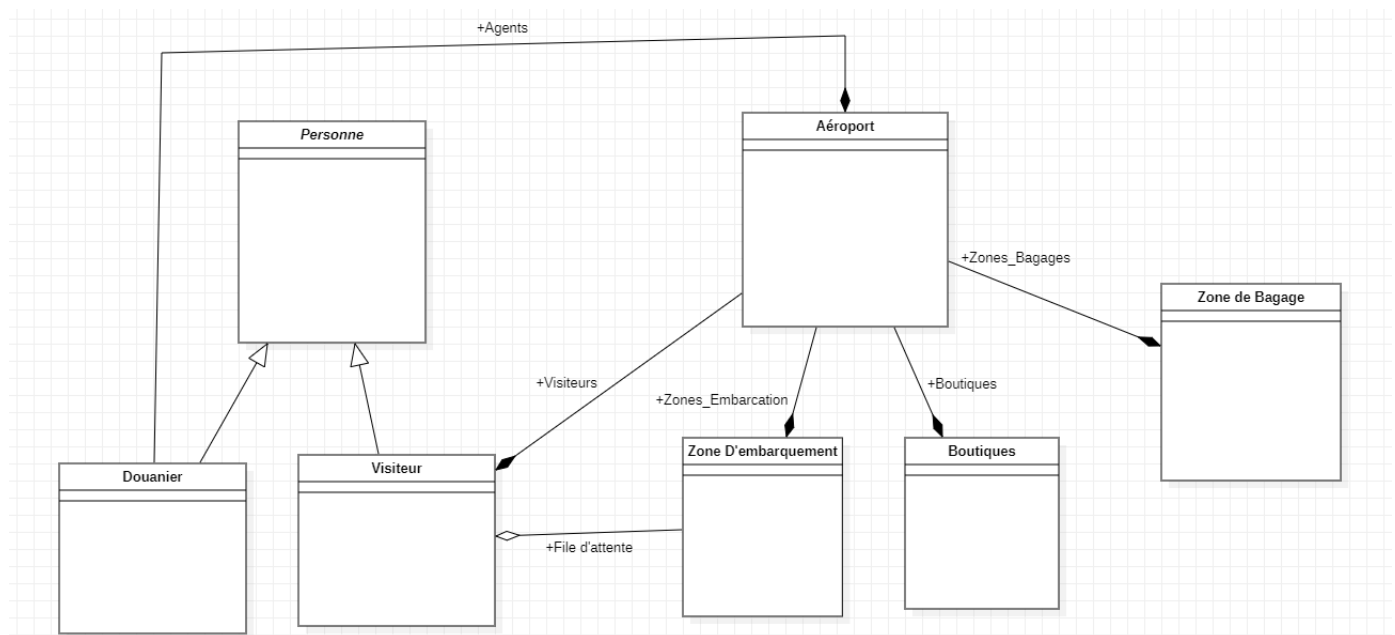 +Agents
Personne
Aéroport
+Zones_Bagages
Zone de Bagage
+Visiteurs
+Zones_Embarcation
+Boutiques
Douanier
Visiteur
Zone D'embarquement
Boutiques
+File d'attente